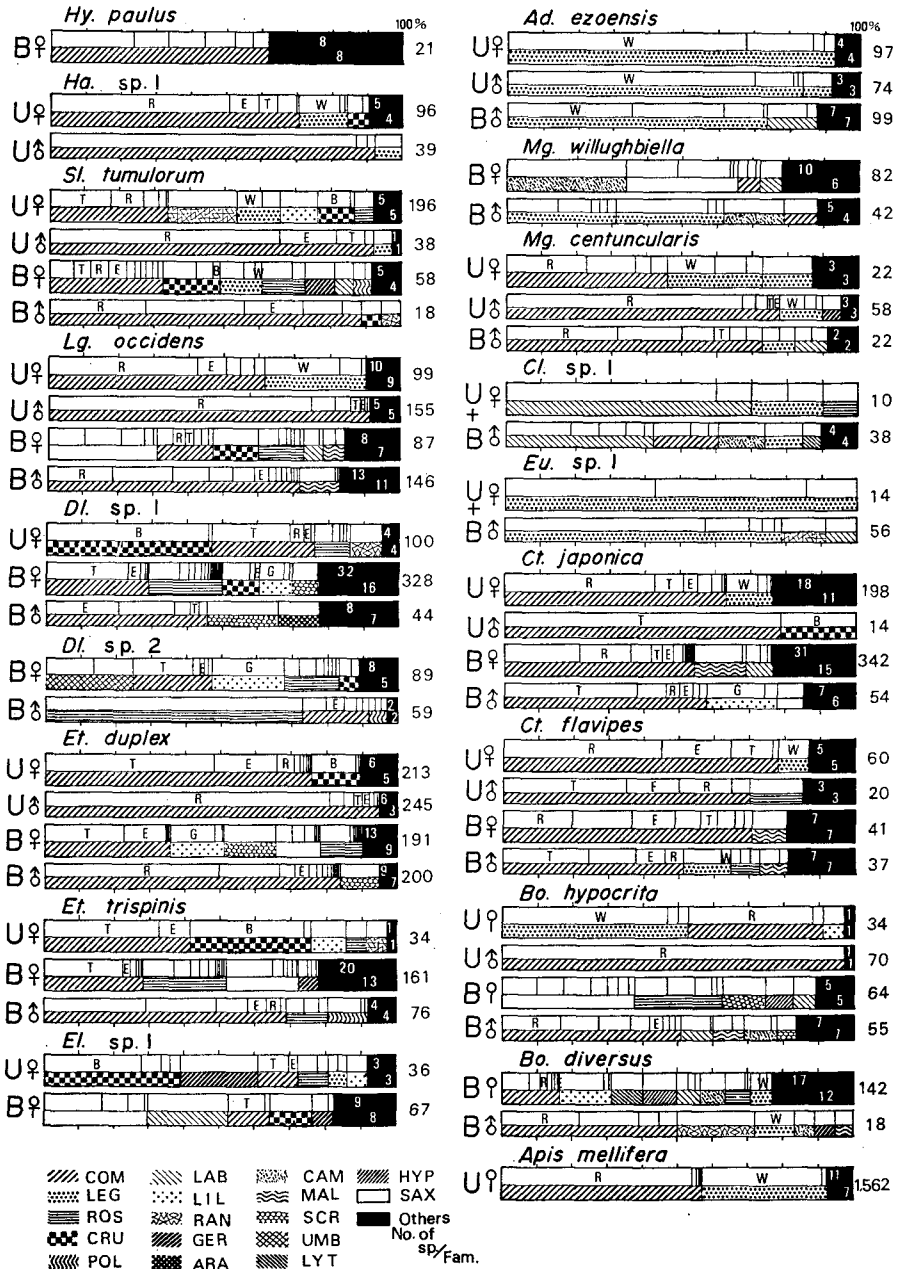 Hy. paulus
100%
B♀ 8 8 21
Ha. sp. 1
U♀ R E T W 5 4 96
U♂ 39
Sl. tumulorum
U♀ T R W B 5 5 196
U♂ R E T 1 1 38
B♀ T R E B W 5 4 58
B♂ R E 18
Lg. occidens
U♀ R E W 10 9 99
U♂ R T E 5 5 155
B♀ R T 8 7 87
B♂ R E 13 11 146
Dl. sp. 1
U♀ B T R E 4 4 100
B♀ T E E G 32 16 328
B♂ E T 8 7 44
Dl. sp. 2
B♀ T E G 8 5 89
B♂ E 2 2 59
Et. duplex
U♀ T E R B 6 5 213
U♂ R T E 6 3 245
B♀ T E G 13 9 191
B♂ R E 9 7 200
Et. trispinis
U♀ T E B 1 1 34
B♀ T E 20 13 161
B♂ E R 4 4 76
El. sp. 1
U♀ B T E 3 3 36
B♀ T 9 8 67
Ad. ezoensis
100%
U♀ W 4 4 97
U♂ W 3 3 74
B♂ W 7 7 99
Mg. willughbiella
B♀ 10 6 82
B♂ 5 4 42
Mg. centuncularis
U♀ R W 3 3 22
U♂ R T E W 3 3 58
B♂ R T 2 2 22
Cl. sp. 1
U♀ + 10
B♂ 4 4 38
Eu. sp. 1
U♀ + 14
B♂ 56
Ct. japonica
U♀ R T E W 18 11 198
U♂ T B 14
B♀ R T E 31 15 342
B♂ T R E G 7 6 54
Ct. flavipes
U♀ R E T W 5 5 60
U♂ T E R 3 3 20
B♀ R E T 7 7 41
B♂ T E R W 7 7 37
Bo. hypocrita
U W R 1 1 34
U♂ R 1 1 70
B 5 5 64
B♂ R E 7 7 55
Bo. diversus
B R W 17 12 142
B♂ R W 18
Apis mellifera
U R W 11 7 1,562
COM LAB CAM HYP
LEG LIL MAL SAX
ROS RAN SCR Others
CRU GER UMB No. of sp/Fam.
POL ARA LYT